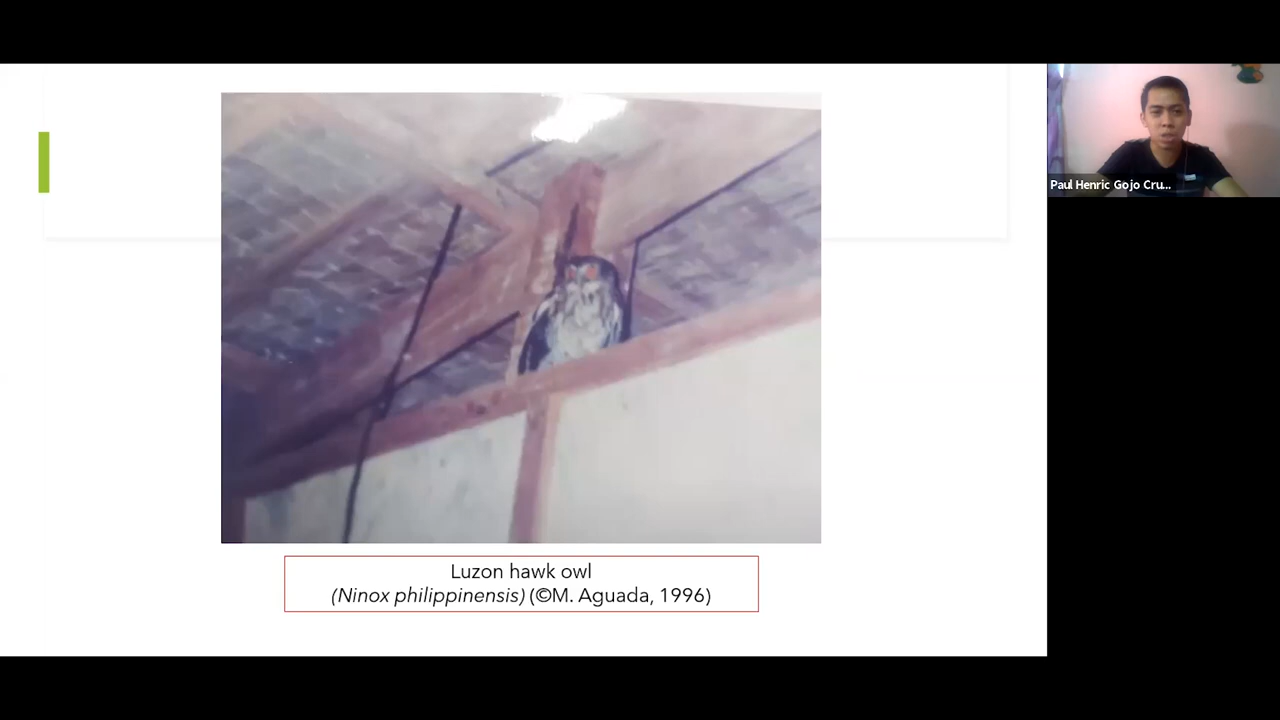 Paul Henric Gojo Cru...
Luzon hawk owl
(Ninox philippinensis) (©M. Aguada, 1996)